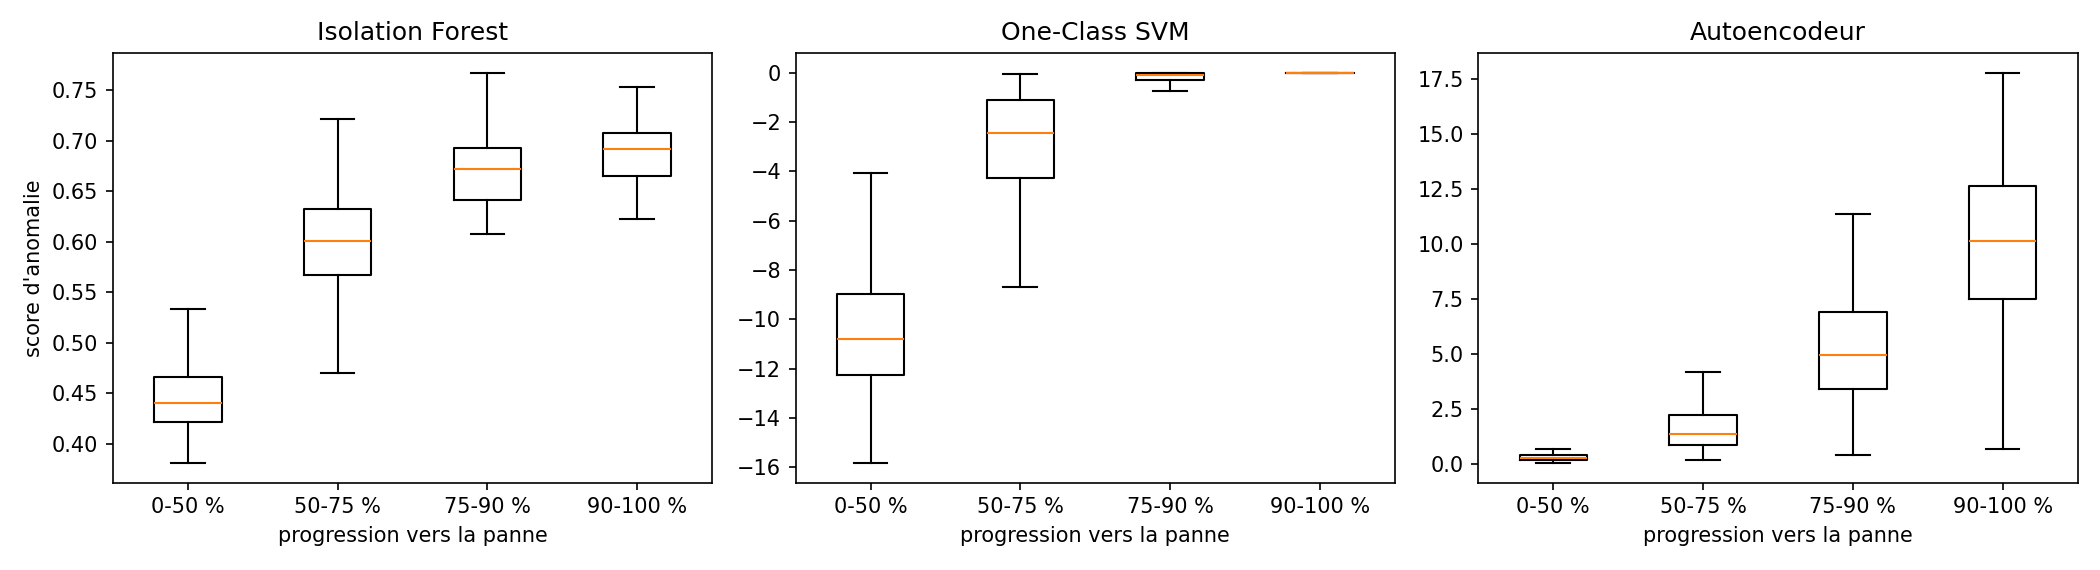 Isolation Forest
score d'anomalie
0.75
0.70
0.65
0.60
0.55
0.50
0.45
0.40
0-50 % 50-75 % 75-90 % 90-100 %
progression vers la panne
One-Class SVM
0
−2
−4
−6
−8
−10
−12
−14
−16
0-50 % 50-75 % 75-90 % 90-100 %
progression vers la panne
Autoencodeur
17.5
15.0
12.5
10.0
7.5
5.0
2.5
0.0
0-50 % 50-75 % 75-90 % 90-100 %
progression vers la panne